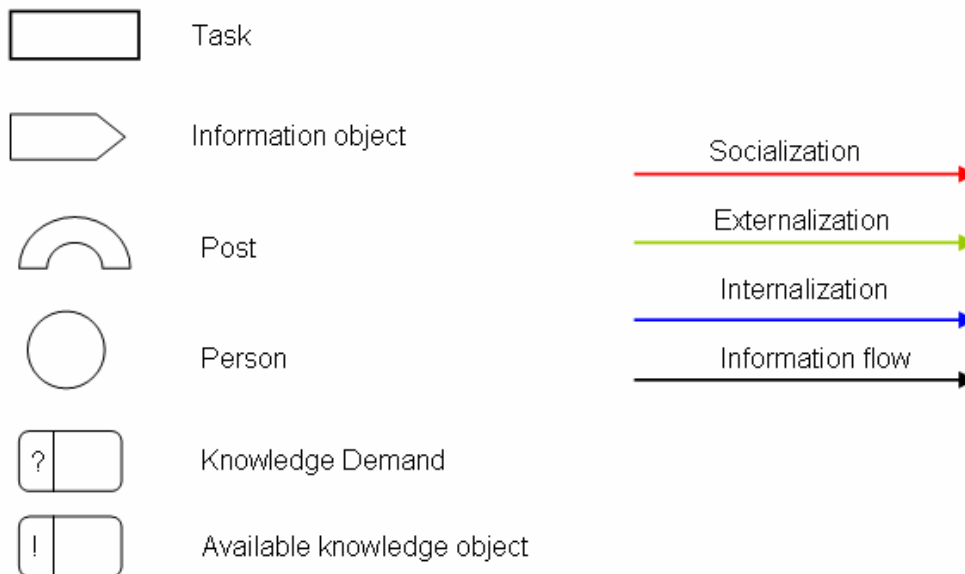 Task
Information object
Post
Person
?
Knowledge Demand
!
Available knowledge object
Socialization
Externalization
Internalization
Information flow